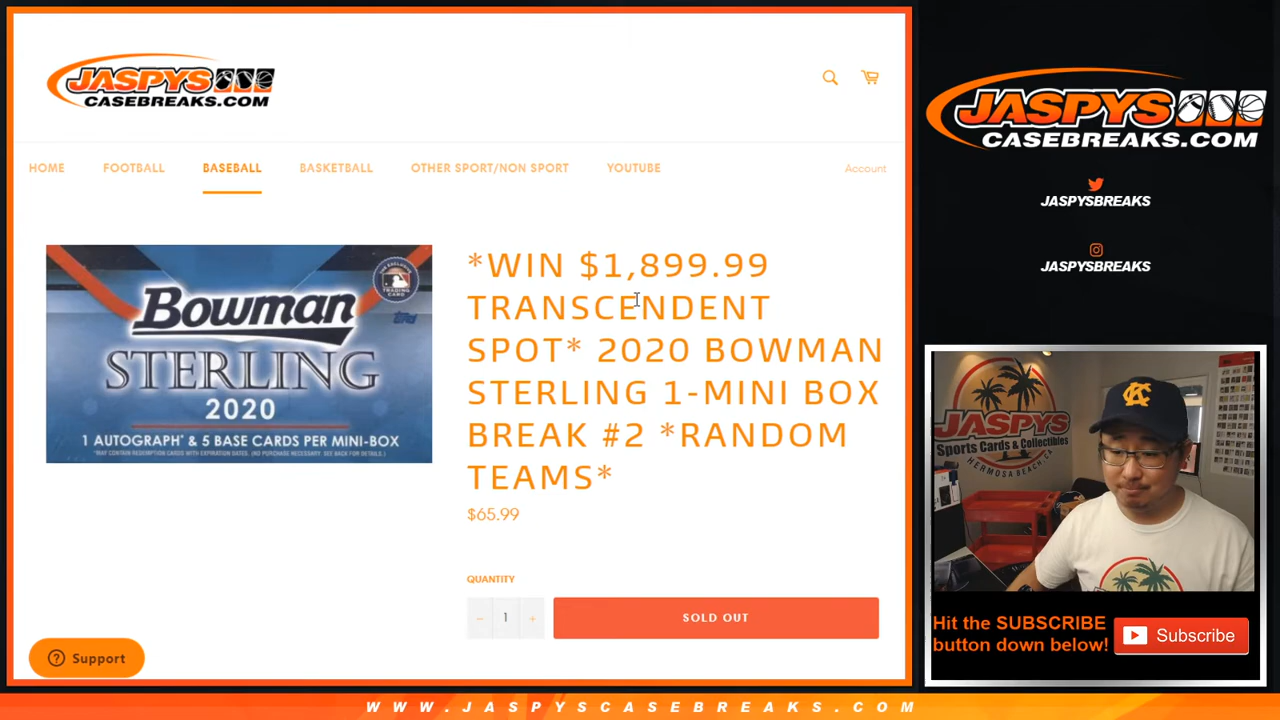 JASPYS
CASEBREAKS.COM
HOME
FOOTBALL
BASEBALL
BASKETBALL
OTHER SPORT/NON SPORT
YOUTUBE
Account
Bowman
topps
STERLING
2020
1 AUTOGRAPH* & 5 BASE CARDS PER MINI-BOX
*WIN $1,899.99
TRANSCENDENT
SPOT* 2020 BOWMAN
STERLING 1-MINI BOX
BREAK #2 *RANDOM
TEAMS*
$65.99
QUANTITY
− 1 +
SOLD OUT
Support
JASPYS
CASEBREAKS.COM
JASPYSBREAKS
JASPYSBREAKS
JASPYS
Sports Cards & Collectibles
HERMOSA BEACH, CA
KC
Hit the SUBSCRIBE
button down below!
Subscribe
WWW.JASPYSCASEBREAKS.COM